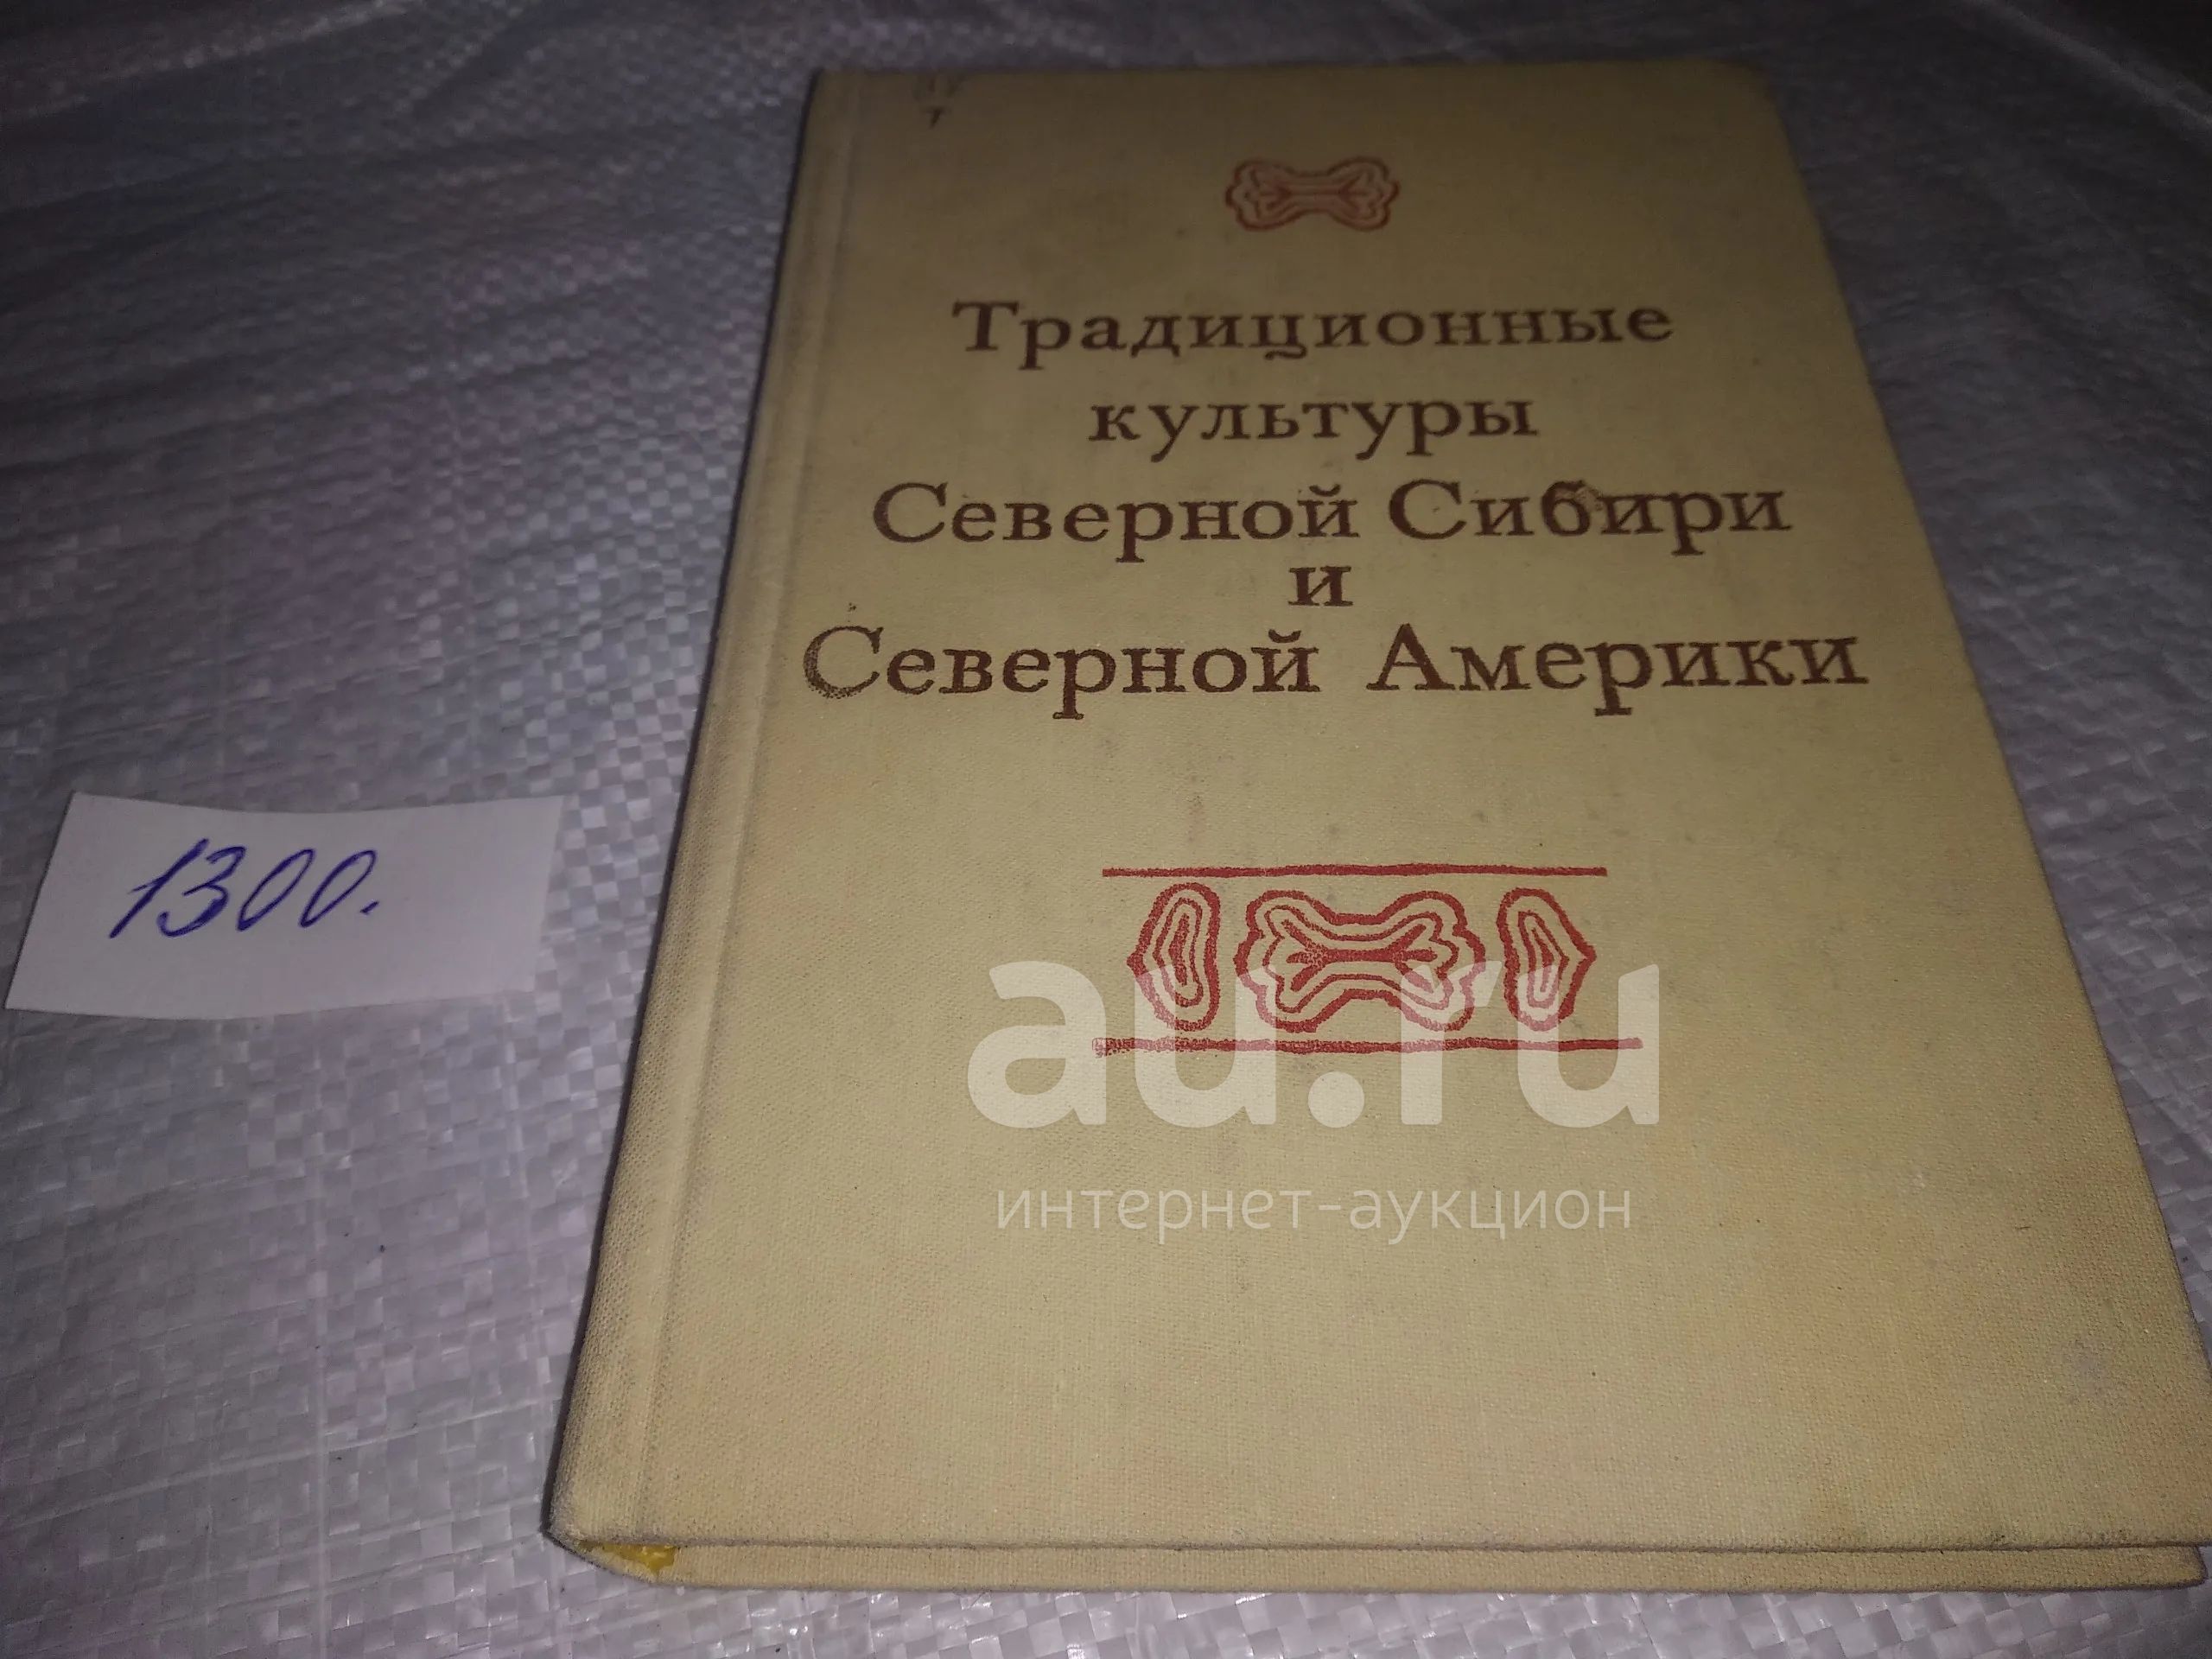 Традиционные
культуры
Северной Сибири
и
Северной Америки
1300.
au.ru
интернет-аукцион